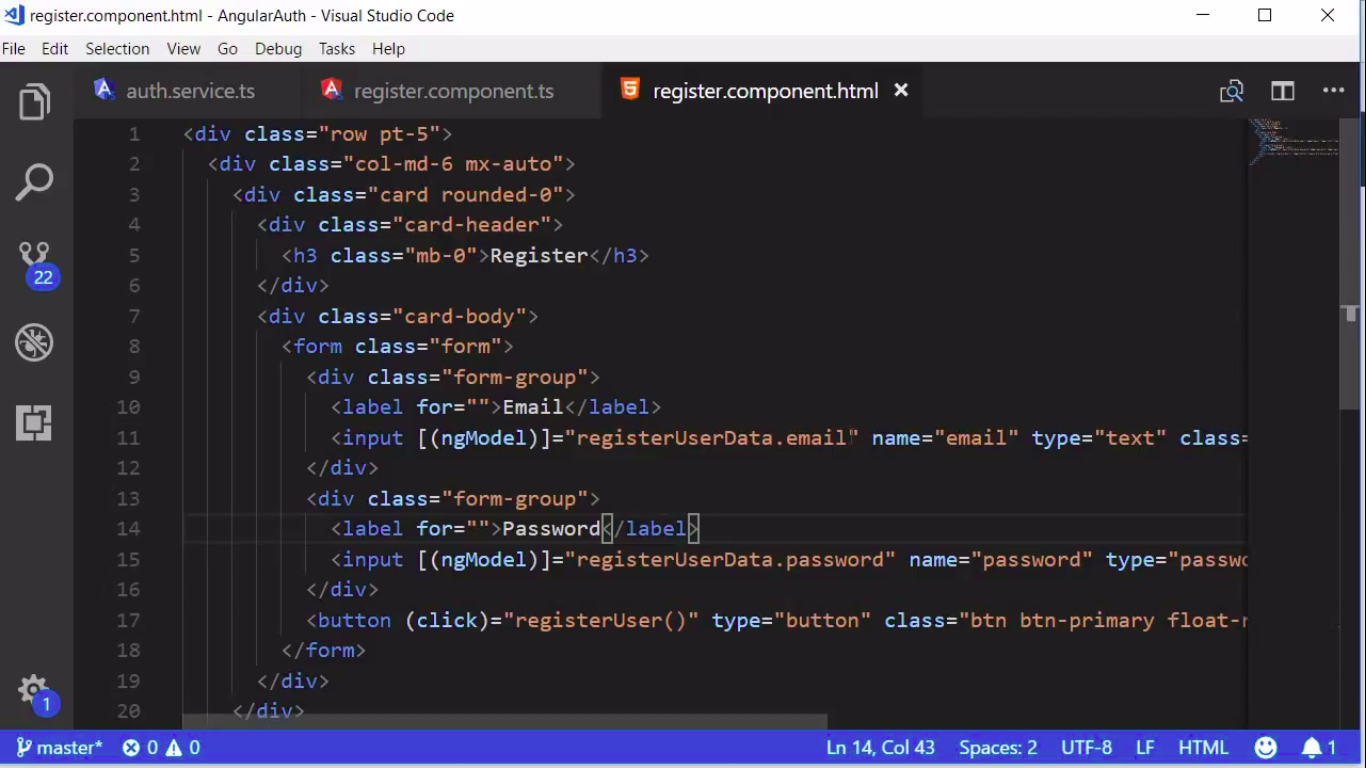 register.component.html - AngularAuth - Visual Studio Code
File Edit Selection View Go Debug Tasks Help
auth.service.ts register.component.ts register.component.html
1 <div class="row pt-5">
2 <div class="col-md-6 mx-auto">
3 <div class="card rounded-0">
4 <div class="card-header">
5 <h3 class="mb-0">Register</h3>
6 </div>
7 <div class="card-body">
8 <form class="form">
9 <div class="form-group">
10 <label for="">Email</label>
11 <input [(ngModel)]="registerUserData.email" name="email" type="text" class=
12 </div>
13 <div class="form-group">
14 <label for="">Password</label>
15 <input [(ngModel)]="registerUserData.password" name="password" type="passwo
16 </div>
17 <button (click)="registerUser()" type="button" class="btn btn-primary float-r
18 </form>
19 </div>
20 </div>
22
1
master* 0 0 Ln 14, Col 43 Spaces: 2 UTF-8 LF HTML 1